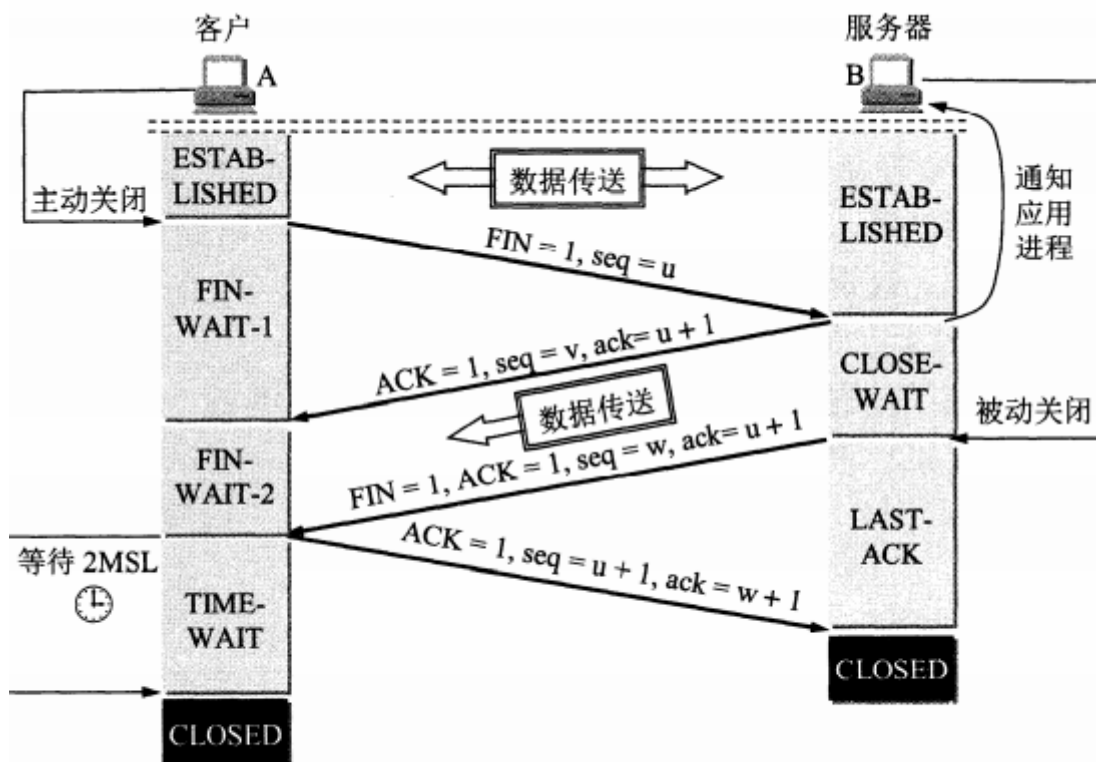 客户
服务器
A
B
ESTAB-
LISHED
数据传送
ESTAB-
LISHED
通知
应用
进程
主动关闭
FIN = 1, seq = u
FIN-
WAIT-1
ACK = 1, seq = v, ack= u + 1
CLOSE-
WAIT
数据传送
被动关闭
FIN-
WAIT-2
FIN = 1, ACK = 1, seq = w, ack= u + 1
LAST-
ACK
等待 2MSL
ACK = 1, seq = u + 1, ack = w + 1
TIME-
WAIT
CLOSED
CLOSED